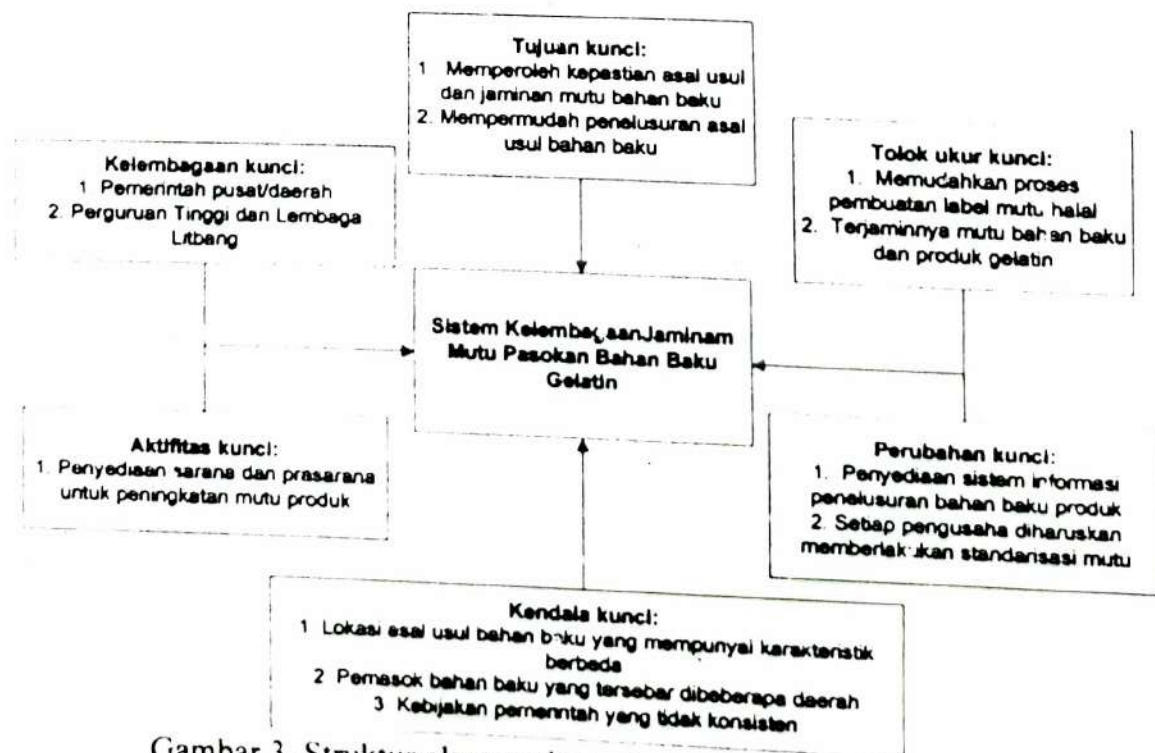 Tujuan kunci:
1 Memperoleh kepastian asal usul
dan jaminan mutu bahan baku
2. Mempermudah penelusuran asal
usul bahan baku
Kelembagaan kunci:
1 Pemerintah pusat/daerah
2. Perguruan Tinggi dan Lembaga
Litbang
Tolok ukur kunci:
1. Memudahkan proses
pembuatan label mutu halal
2. Terjaminnya mutu bahan baku
dan produk gelatin
Sistem KelembagaanJaminam
Mutu Pasokan Bahan Baku
Gelatin
Aktifitas kunci:
1. Penyediaan sarana dan prasarana
untuk peningkatan mutu produk
Perubahan kunci:
1. Penyediaan sistem informasi
penelusuran bahan baku produk
2. Setiap pengusaha diharuskan
memberlakukan standarisasi mutu
Kendala kunci:
1 Lokasi asal usul bahan baku yang mempunyai karakteristik
berbeda
2 Pemasok bahan baku yang tersebar dibeberapa daerah
3 Kebijakan pemerintah yang tidak konsisten
Gambar 3. Struktur